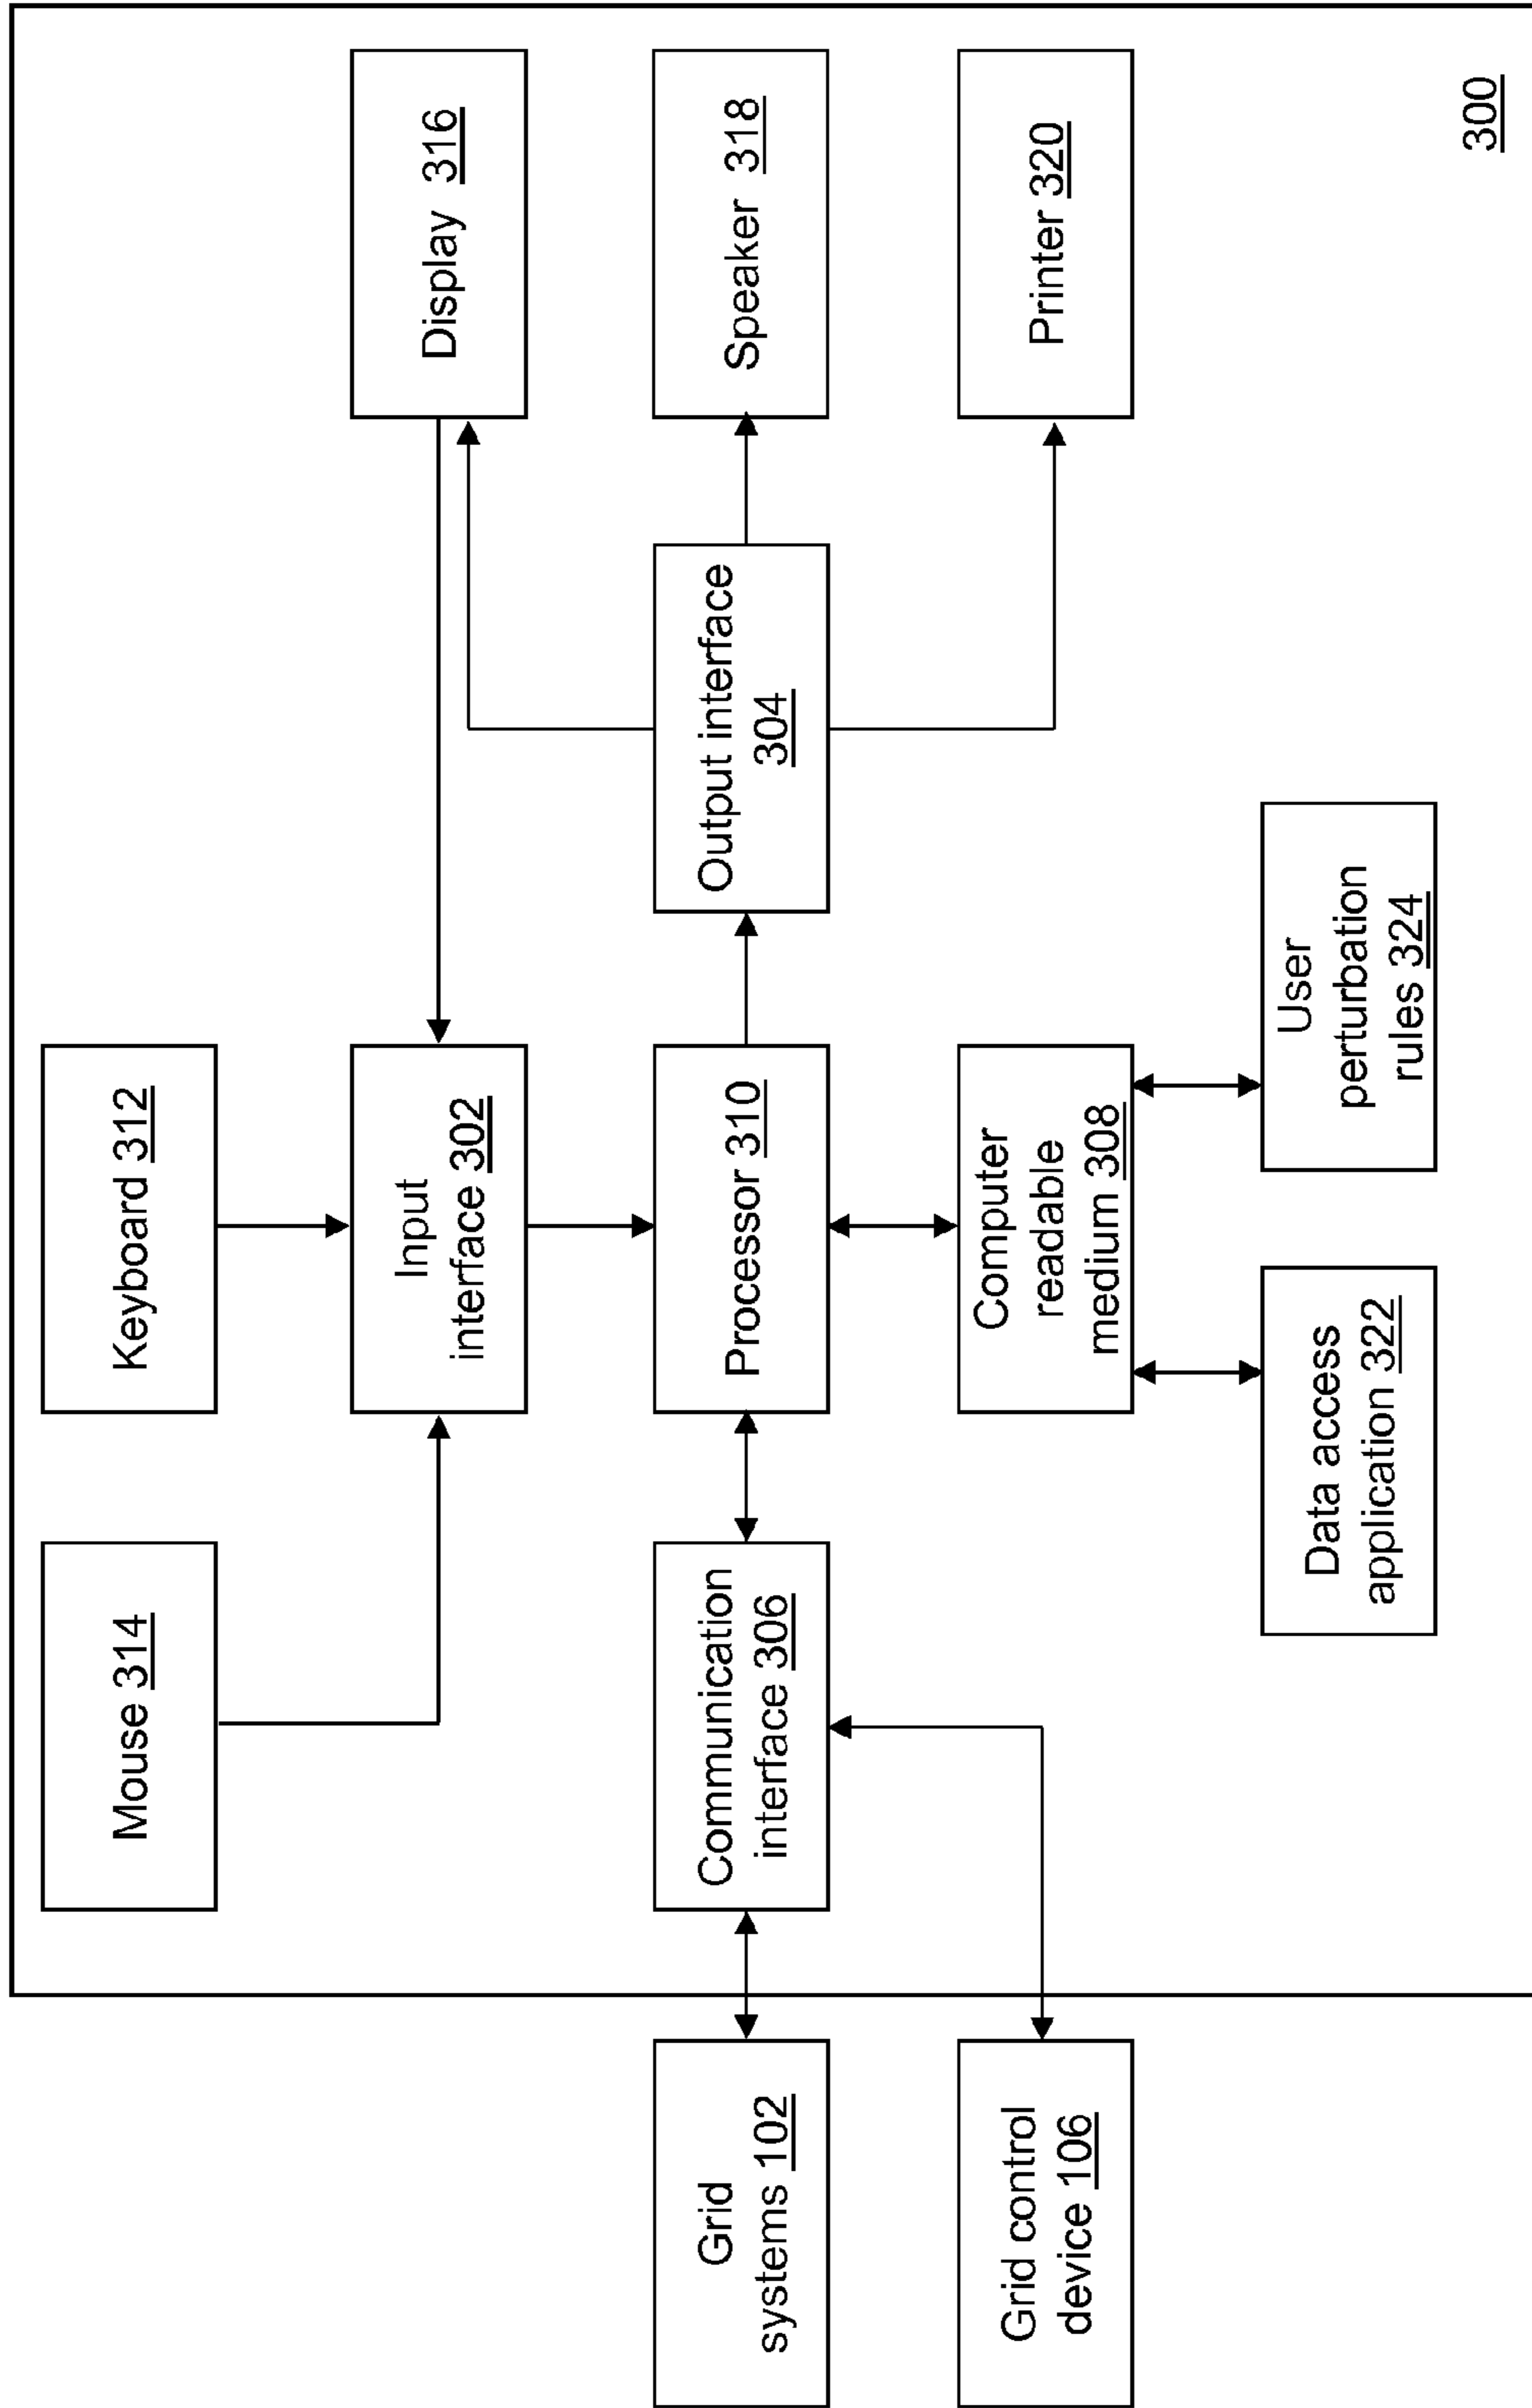 Mouse 314
Keyboard 312
Input
interface 302
Display 316
Grid
systems 102
Communication
interface 306
Processor 310
Output interface
304
Speaker 318
Grid control
device 106
Computer
readable
medium 308
Printer 320
Data access
application 322
User
perturbation
rules 324
300